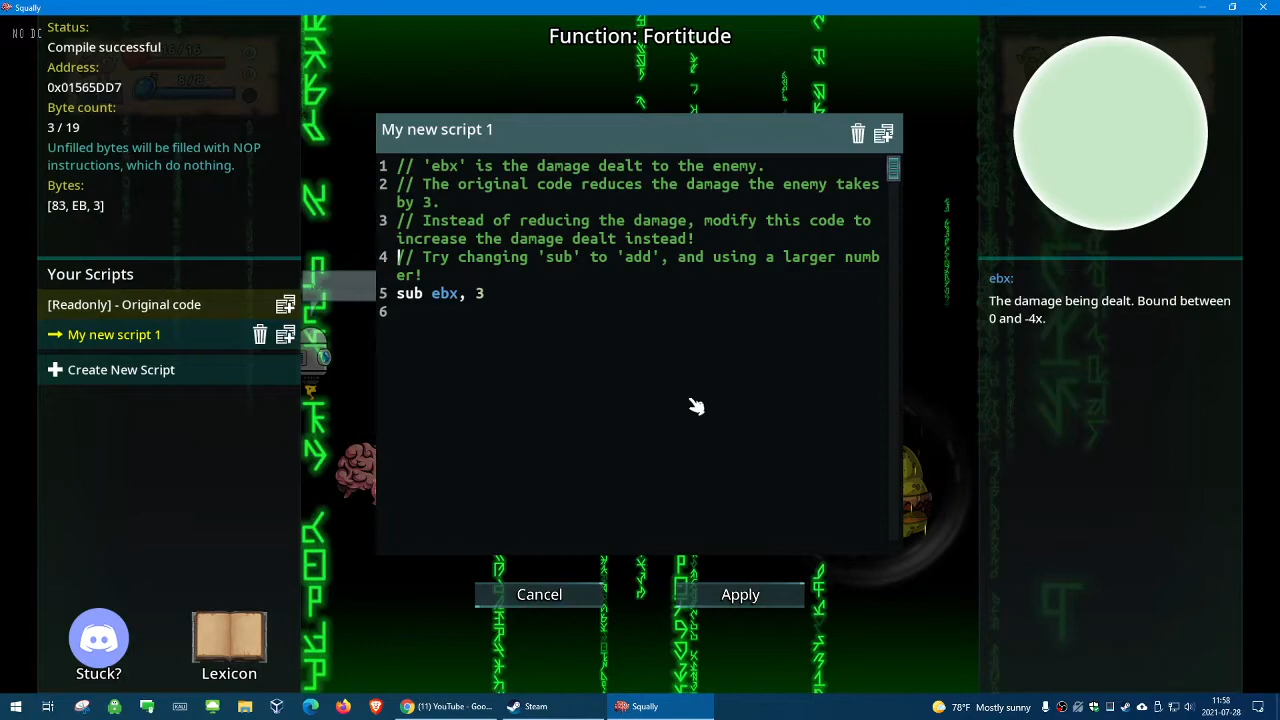 Squally
NO DO
Status:
Compile successful
Address:
0x01565DD7
Byte count:
3 / 19
Unfilled bytes will be filled with NOP
instructions, which do nothing.
Bytes:
[83, EB, 3]
Your Scripts
[Readonly] - Original code
My new script 1
Create New Script
Stuck?
Lexicon
Function: Fortitude
My new script 1
1 // 'ebx' is the damage dealt to the enemy.
2 // The original code reduces the damage the enemy takes
by 3.
3 // Instead of reducing the damage, modify this code to
increase the damage dealt instead!
4 // Try changing 'sub' to 'add', and using a larger numb
er!
5 sub ebx, 3
6
Cancel
Apply
ebx:
The damage being dealt. Bound between
0 and -4x.
YouTube - Goo...
Steam
Squally
78°F Mostly sunny
11:58
2021-07-28